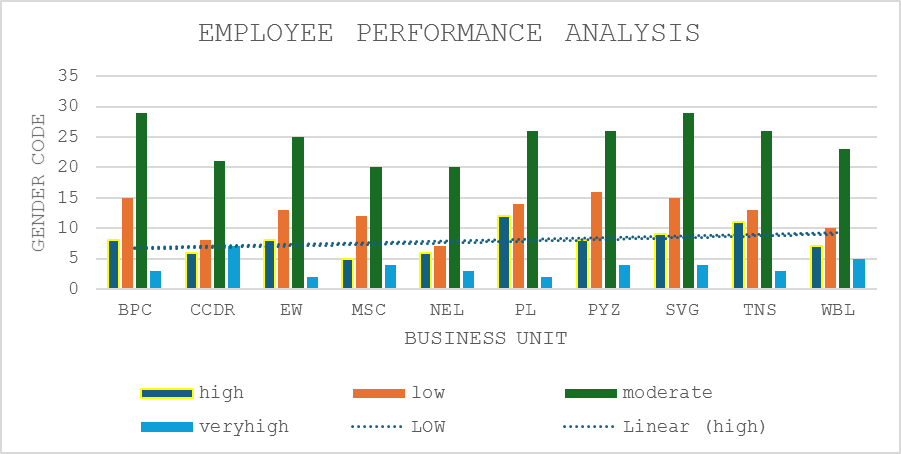 EMPLOYEE PERFORMANCE ANALYSIS
35
30
25
20
15
10
5
0
GENDER CODE
BPC CCDR EW MSC NEL PL PYZ SVG TNS WBL
BUSINESS UNIT
high low moderate
veryhigh LOW Linear (high)